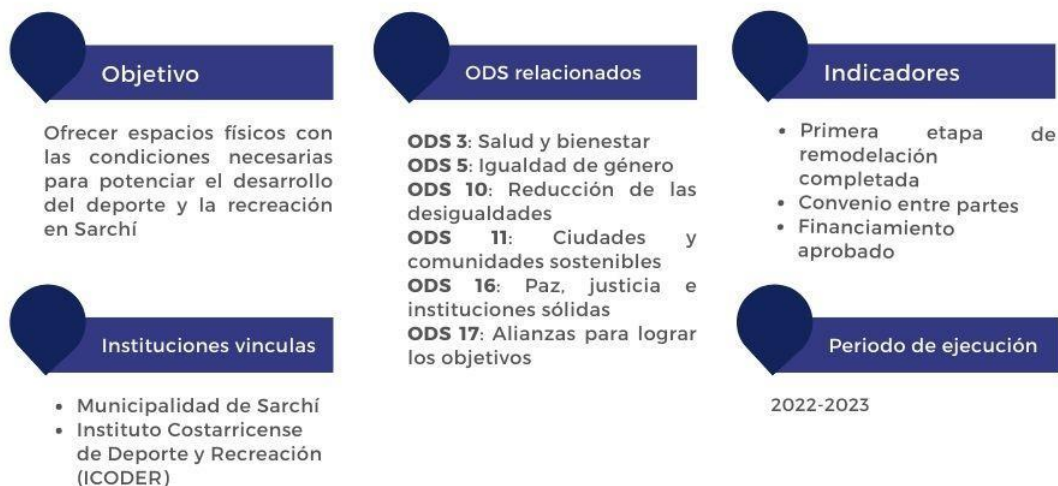 Objetivo
Ofrecer espacios físicos con
las condiciones necesarias
para potenciar el desarrollo
del deporte y la recreación
en Sarchí
Instituciones vinculas
• Municipalidad de Sarchí
• Instituto Costarricense
de Deporte y Recreación
(ICODER)
ODS relacionados
ODS 3: Salud y bienestar
ODS 5: Igualdad de género
ODS 10: Reducción de las
desigualdades
ODS 11: Ciudades y
comunidades sostenibles
ODS 16: Paz, justicia e
instituciones sólidas
ODS 17: Alianzas para lograr
los objetivos
Indicadores
• Primera etapa de
remodelación
completada
• Convenio entre partes
• Financiamiento
aprobado
Periodo de ejecución
2022-2023